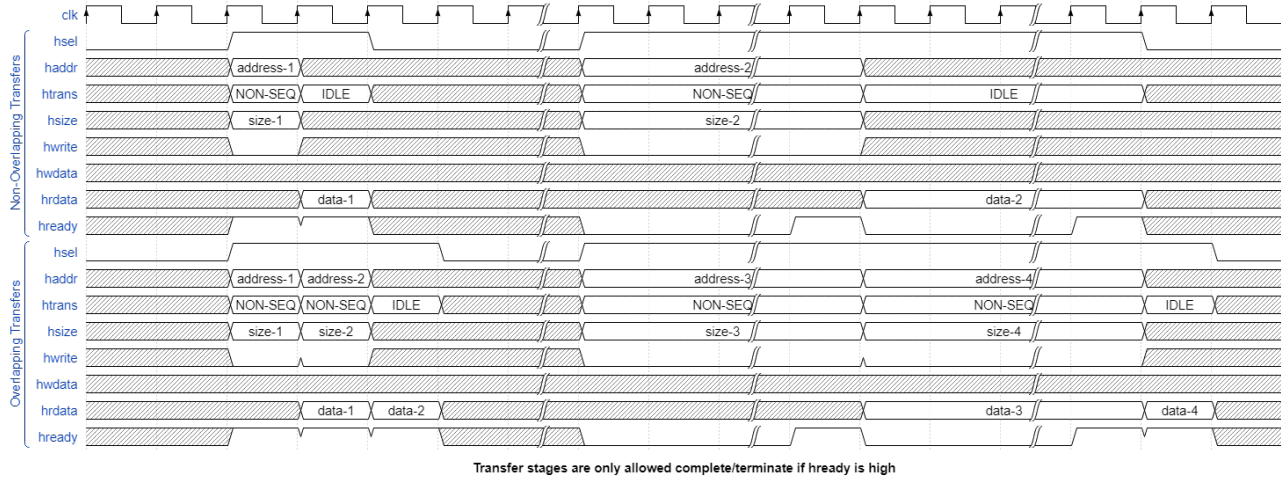 clk
Non-Overlapping Transfers
hsel
haddr address-1 address-2
htrans NON-SEQ IDLE NON-SEQ IDLE
hsize size-1 size-2
hwrite
hwdata
hrdata data-1 data-2
hready
Overlapping Transfers
hsel
haddr address-1 address-2 address-3 address-4
htrans NON-SEQ NON-SEQ IDLE NON-SEQ NON-SEQ IDLE
hsize size-1 size-2 size-3 size-4
hwrite
hwdata
hrdata data-1 data-2 data-3 data-4
hready
Transfer stages are only allowed complete/terminate if hready is high